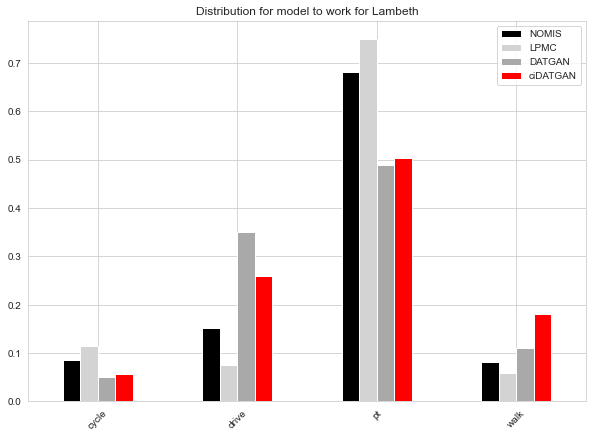 Distribution for model to work for Lambeth
NOMIS
LPMC
DATGAN
ciDATGAN
0.7
0.6
0.5
0.4
0.3
0.2
0.1
0.0
cycle
drive
pt
walk